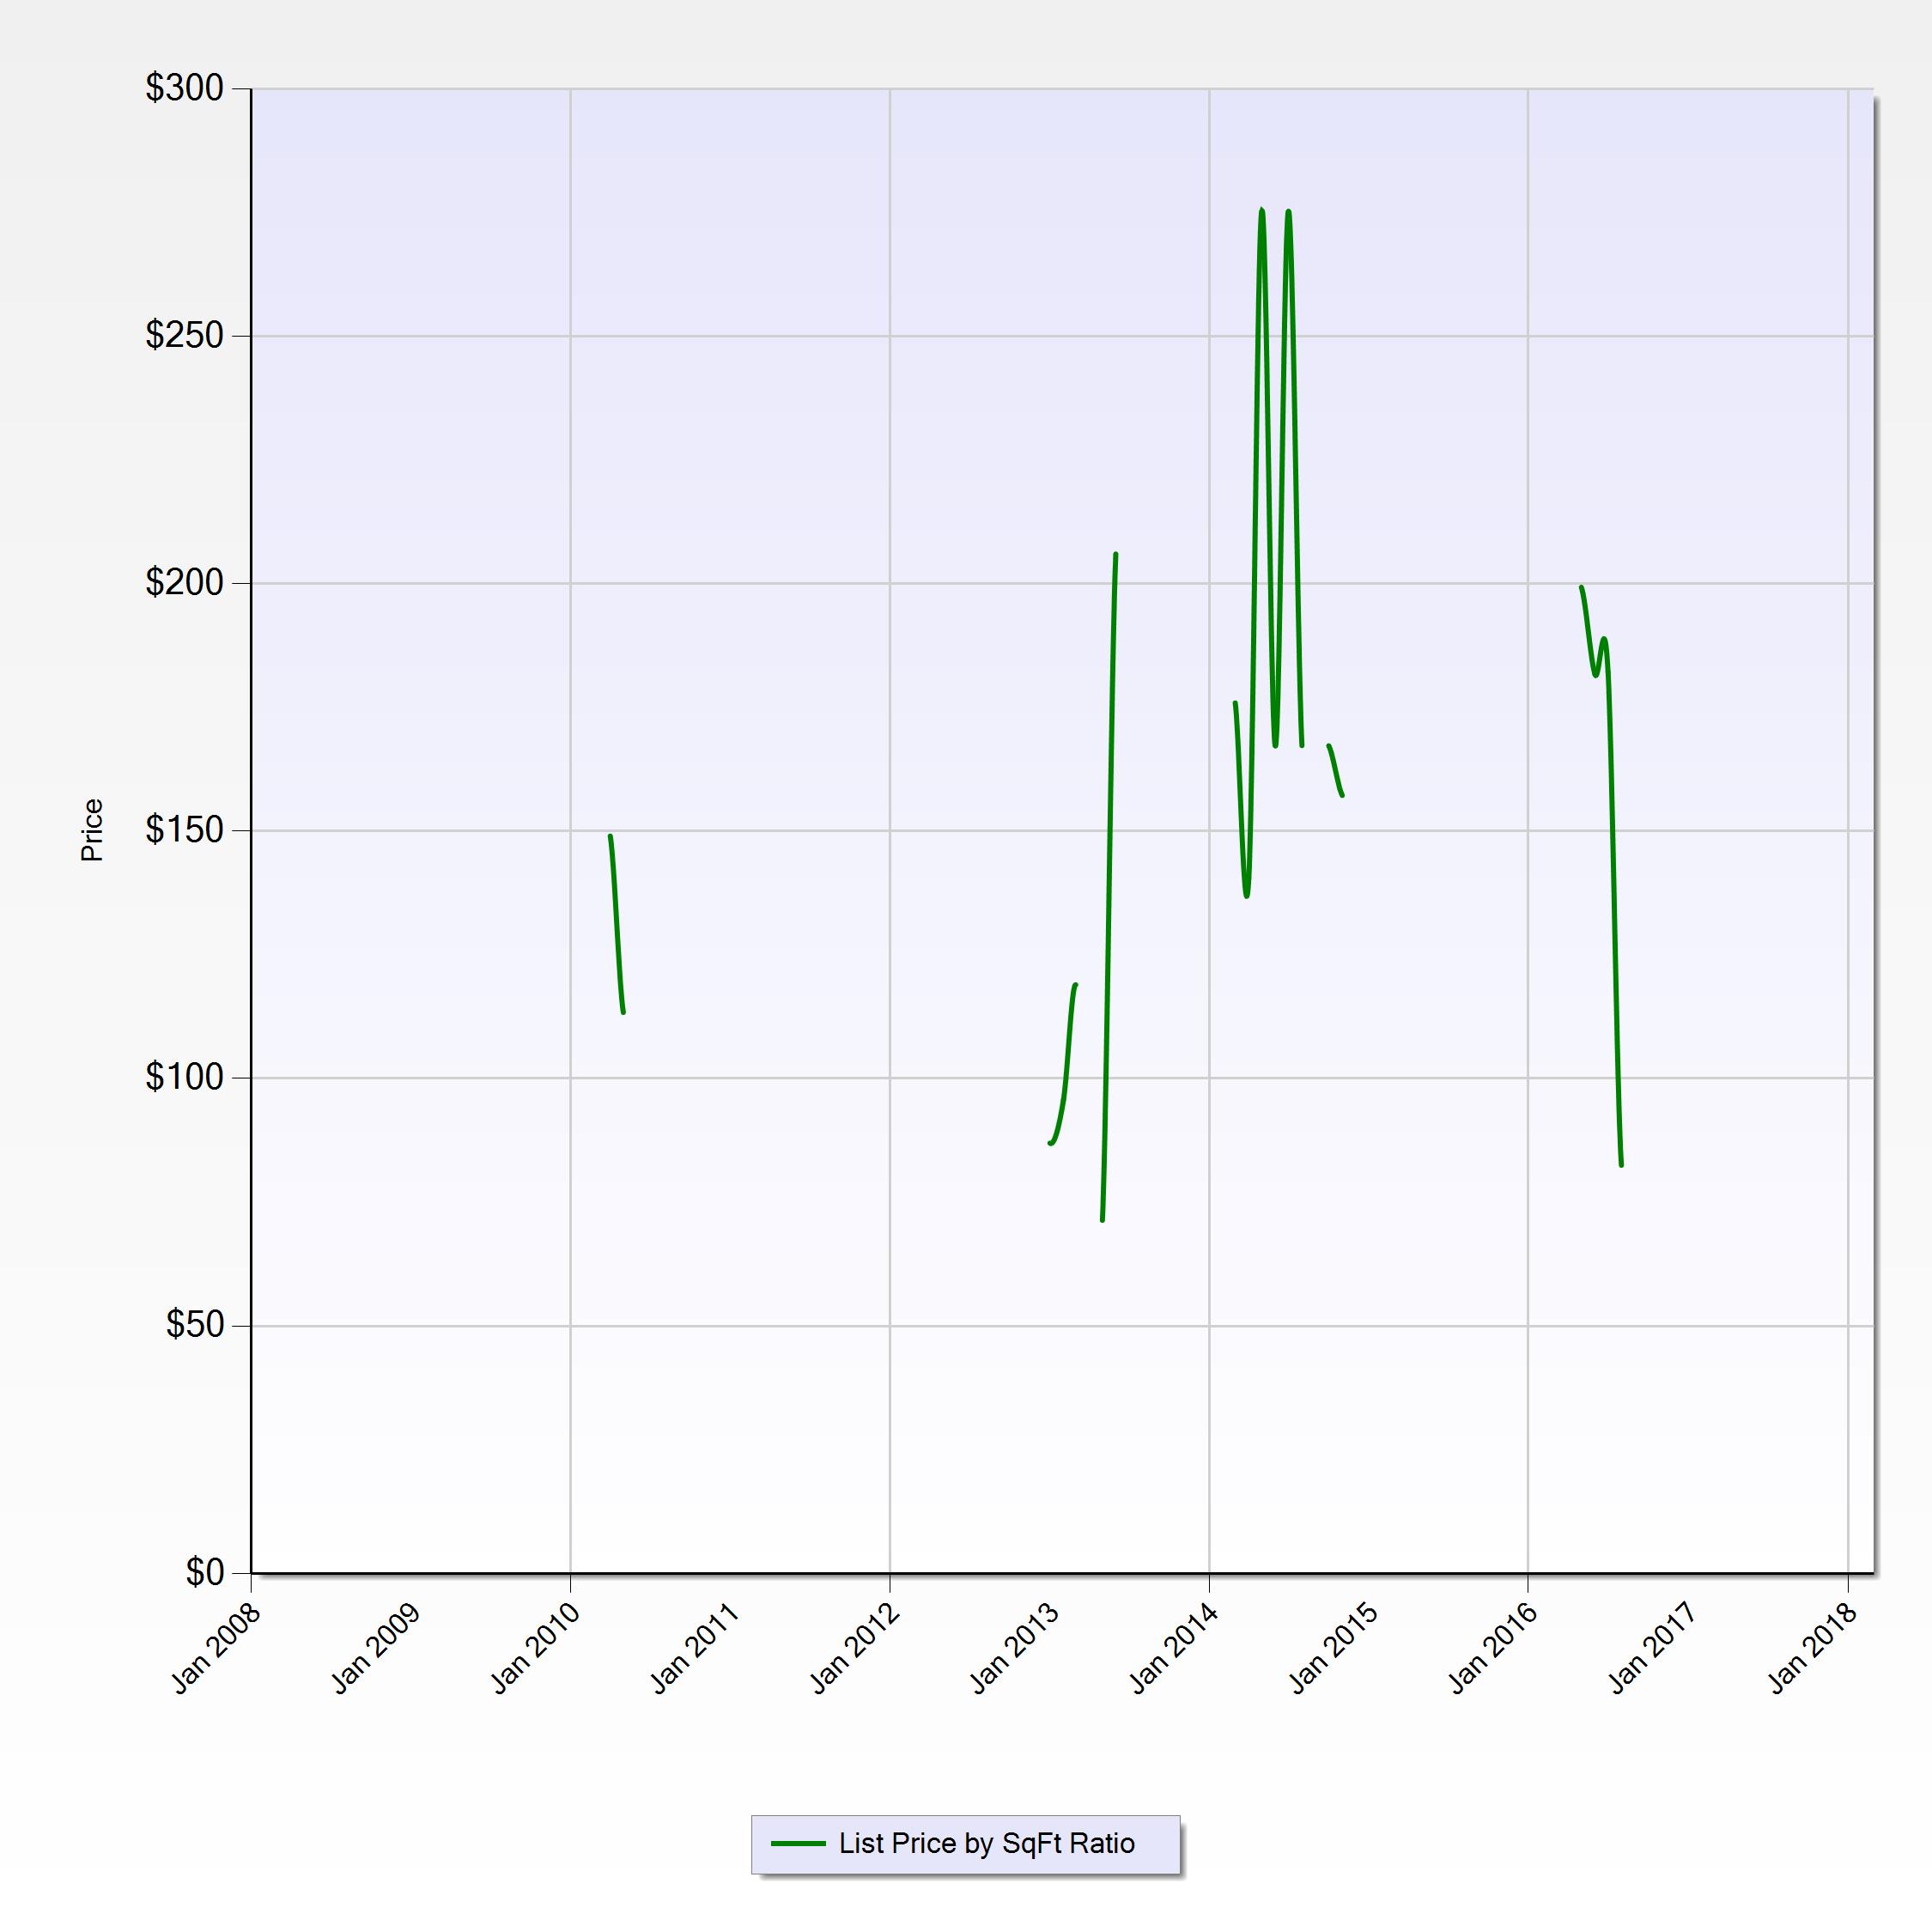 $300
$250
$200
$150
$100
$50
$0
Price
Jan 2008
Jan 2009
Jan 2010
Jan 2011
Jan 2012
Jan 2013
Jan 2014
Jan 2015
Jan 2016
Jan 2017
Jan 2018
List Price by SqFt Ratio